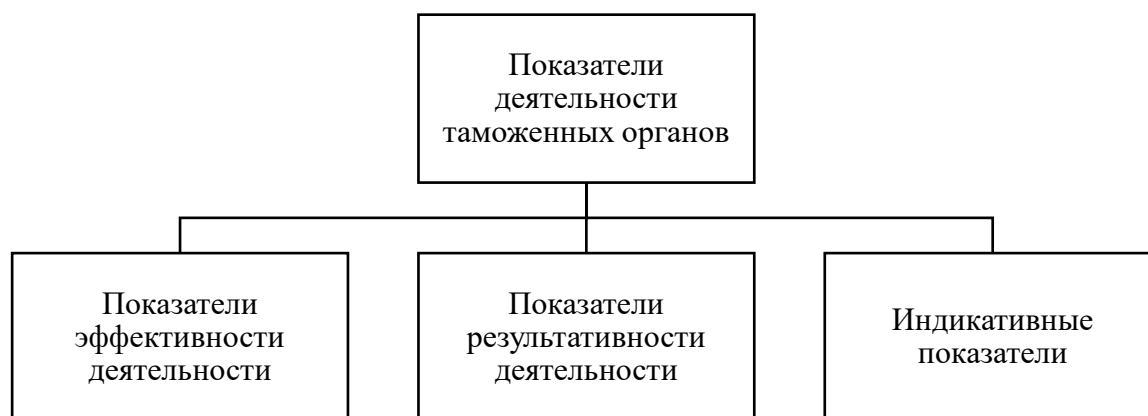 Показатели
деятельности
таможенных органов
Показатели
эффективности
деятельности
Показатели
результативности
деятельности
Индикативные
показатели